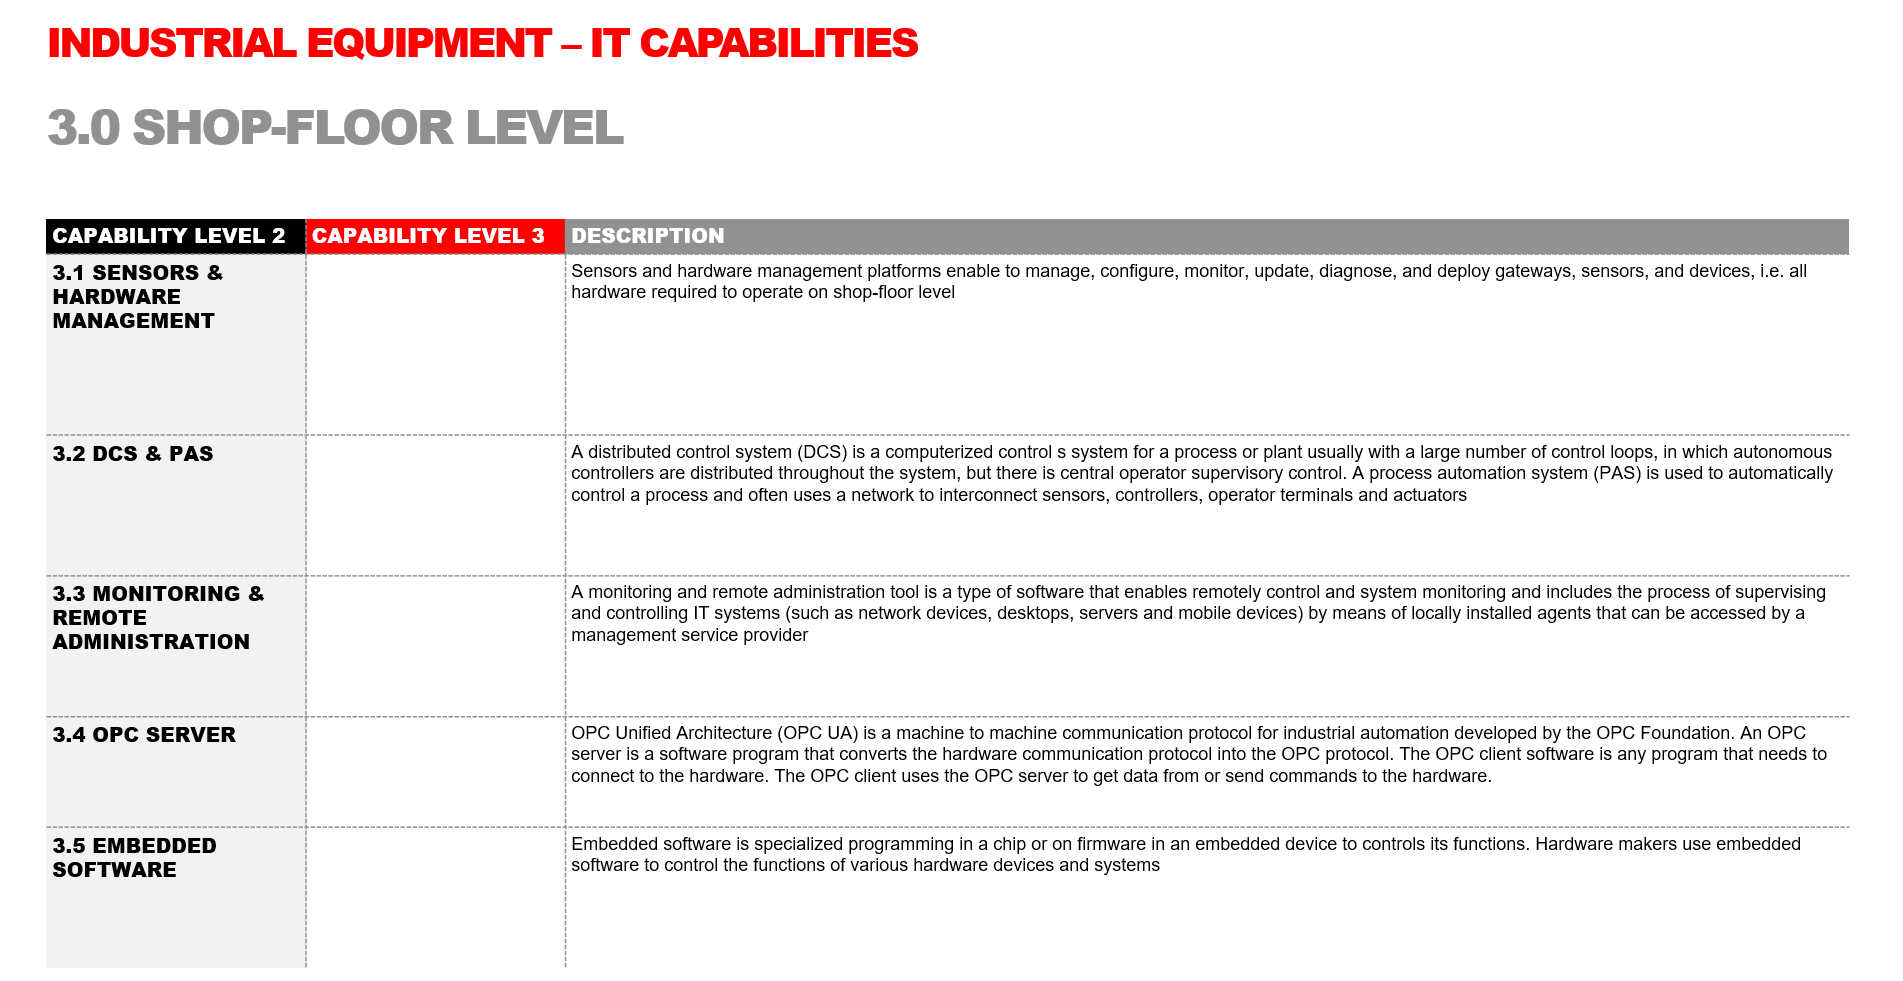 INDUSTRIAL EQUIPMENT – IT CAPABILITIES
3.0 SHOP-FLOOR LEVEL
CAPABILITY LEVEL 2 CAPABILITY LEVEL 3 DESCRIPTION
3.1 SENSORS &
HARDWARE
MANAGEMENT
Sensors and hardware management platforms enable to manage, configure, monitor, update, diagnose, and deploy gateways, sensors, and devices, i.e. all
hardware required to operate on shop-floor level
3.2 DCS & PAS
A distributed control system (DCS) is a computerized control s system for a process or plant usually with a large number of control loops, in which autonomous
controllers are distributed throughout the system, but there is central operator supervisory control. A process automation system (PAS) is used to automatically
control a process and often uses a network to interconnect sensors, controllers, operator terminals and actuators
3.3 MONITORING &
REMOTE
ADMINISTRATION
A monitoring and remote administration tool is a type of software that enables remotely control and system monitoring and includes the process of supervising
and controlling IT systems (such as network devices, desktops, servers and mobile devices) by means of locally installed agents that can be accessed by a
management service provider
3.4 OPC SERVER
OPC Unified Architecture (OPC UA) is a machine to machine communication protocol for industrial automation developed by the OPC Foundation. An OPC
server is a software program that converts the hardware communication protocol into the OPC protocol. The OPC client software is any program that needs to
connect to the hardware. The OPC client uses the OPC server to get data from or send commands to the hardware.
3.5 EMBEDDED
SOFTWARE
Embedded software is specialized programming in a chip or on firmware in an embedded device to controls its functions. Hardware makers use embedded
software to control the functions of various hardware devices and systems